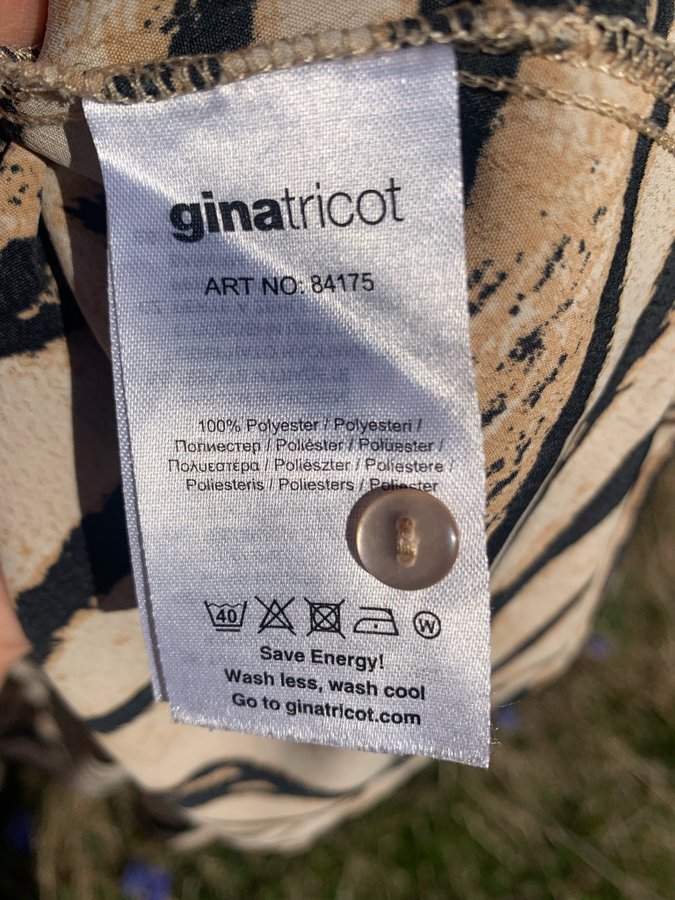 ginatricot
ART NO: 84175
100% Polyester / Polyesteri /
Полиестер / Poliéster / Polüester /
Πολυεστέρα / Poliészter / Poliestere /
Poliesteris / Poliesters / Poliester
40
W
Save Energy!
Wash less, wash cool
Go to ginatricot.com